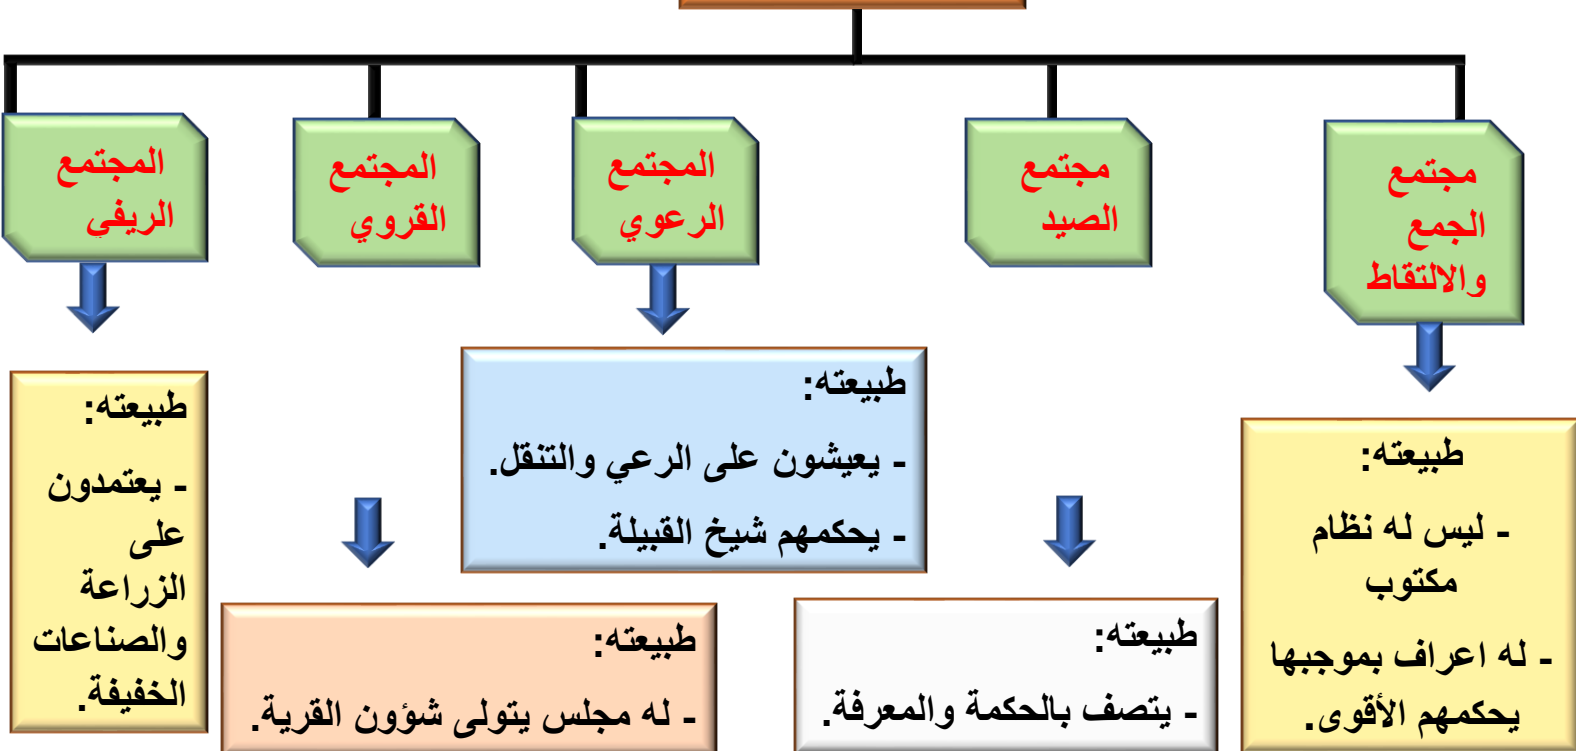 مجتمع
الجمع
والالتقاط
مجتمع
الصيد
المجتمع
الرعوي
المجتمع
القروي
المجتمع
الريفي
طبيعته:
- ليس له نظام
مكتوب
- له اعراف بموجبها
يحكمهم الأقوى.
طبيعته:
- يتصف بالحكمة والمعرفة.
طبيعته:
- يعيشون على الرعي والتنقل.
- يحكمهم شيخ القبيلة.
طبيعته:
- له مجلس يتولى شؤون القرية.
طبيعته:
- يعتمدون
على
الزراعة
والصناعات
الخفيفة.